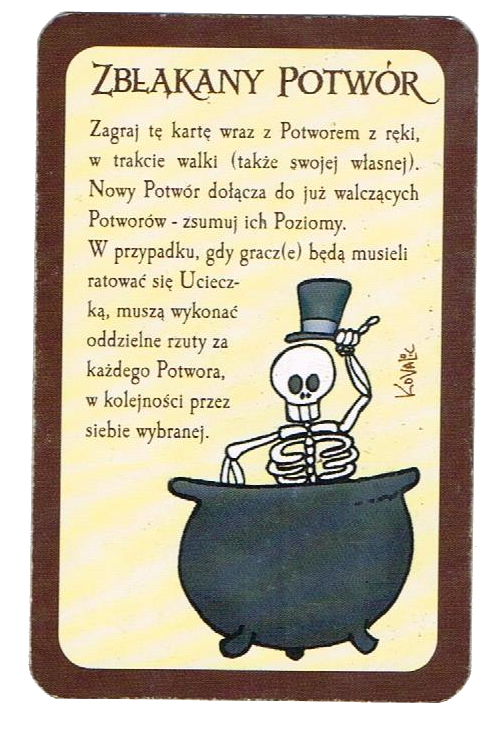 Zbłąkany Potwór
Zagraj tę kartę wraz z Potworem z ręki,
w trakcie walki (także swojej własnej).
Nowy Potwór dołącza do już walczących
Potworów - zsumuj ich Poziomy.
W przypadku, gdy gracz(e) będą musieli
ratować się Uciecz-
ką, muszą wykonać
oddzielne rzuty za
każdego Potwora,
w kolejności przez
siebie wybranej.
Kovalic